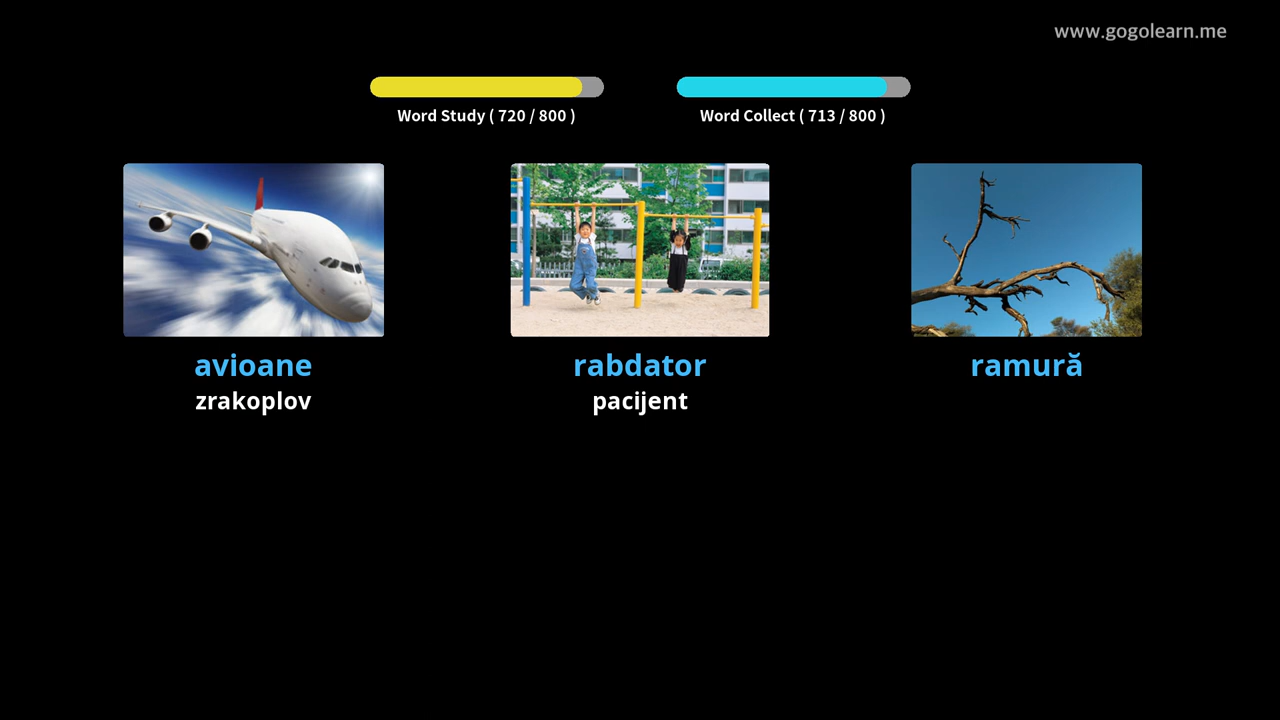 www.gogolearn.me
Word Study ( 720 / 800 )
Word Collect ( 713 / 800 )
avioane
zrakoplov
rabdator
pacijent
ramură